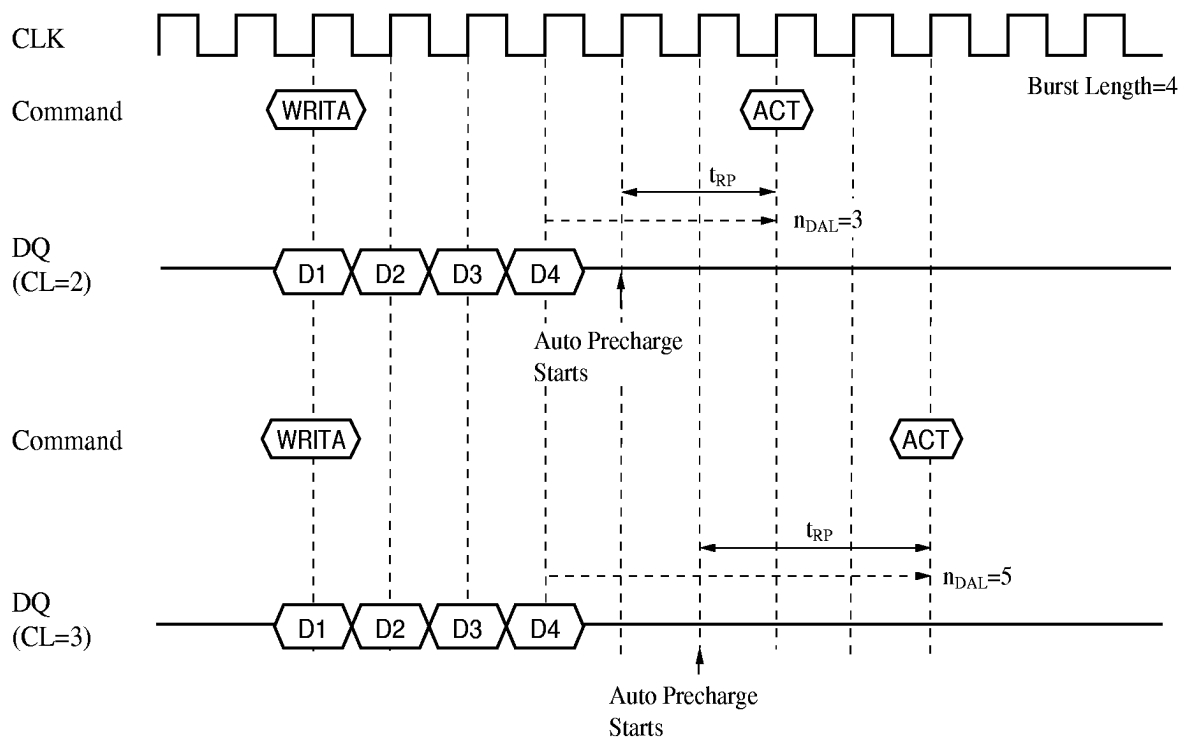 CLK
Burst Length=4
Command
WRITA
ACT
tRP
nDAL=3
DQ
(CL=2)
D1
D2
D3
D4
Auto Precharge
Starts
Command
WRITA
ACT
tRP
nDAL=5
DQ
(CL=3)
D1
D2
D3
D4
Auto Precharge
Starts